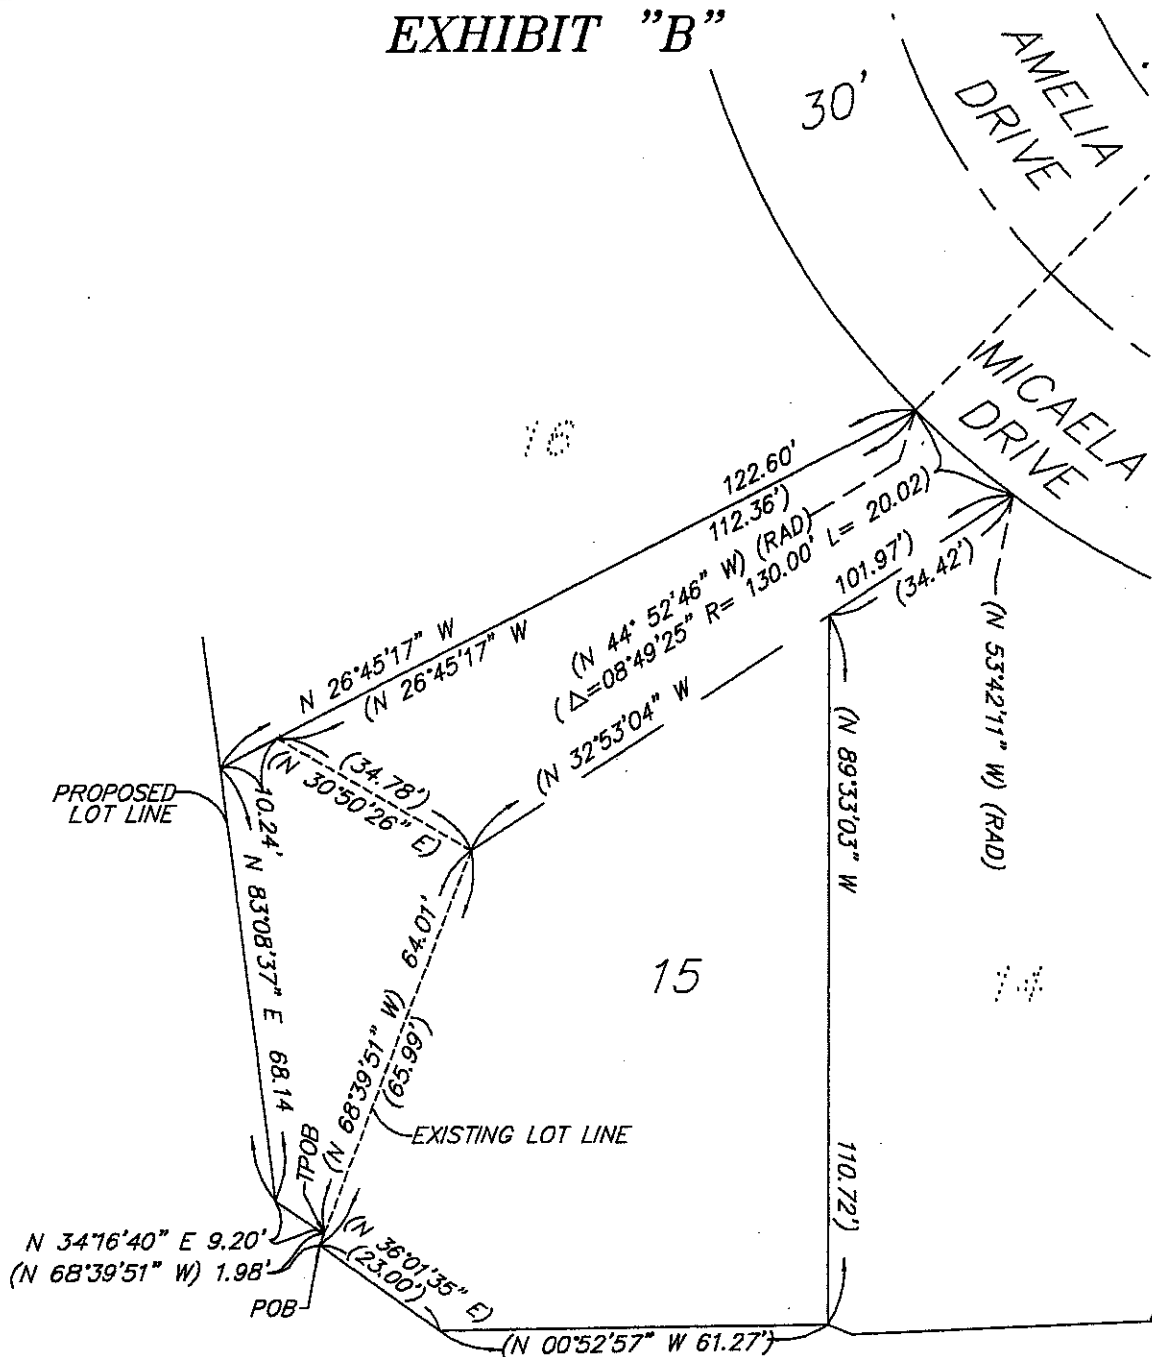 EXHIBIT "B"
30'
AMELIA
DRIVE
MICAELA
DRIVE
16
122.60'
112.36')
(N 44° 52'46" W) (RAD)
(Δ=08°49'25" R= 130.00' L= 20.02)
101.97')
(34.42')
(N 53°42'11" W) (RAD)
N 26°45'17" W
(N 26°45'17" W
(N 32°53'04" W
(34.78')
(N 30°50'26" E)
PROPOSED
LOT LINE
10.24'
N 83°08'37" E 68.14
(N 68°39'51" W) 64.01'
(65.99')
(N 89°33'03" W
110.72')
15
14
EXISTING LOT LINE
TPOB
N 34°16'40" E 9.20'
(N 68°39'51" W) 1.98'
POB
(N 36°01'35" E)
(23.00')
(N 00°52'57" W 61.27')